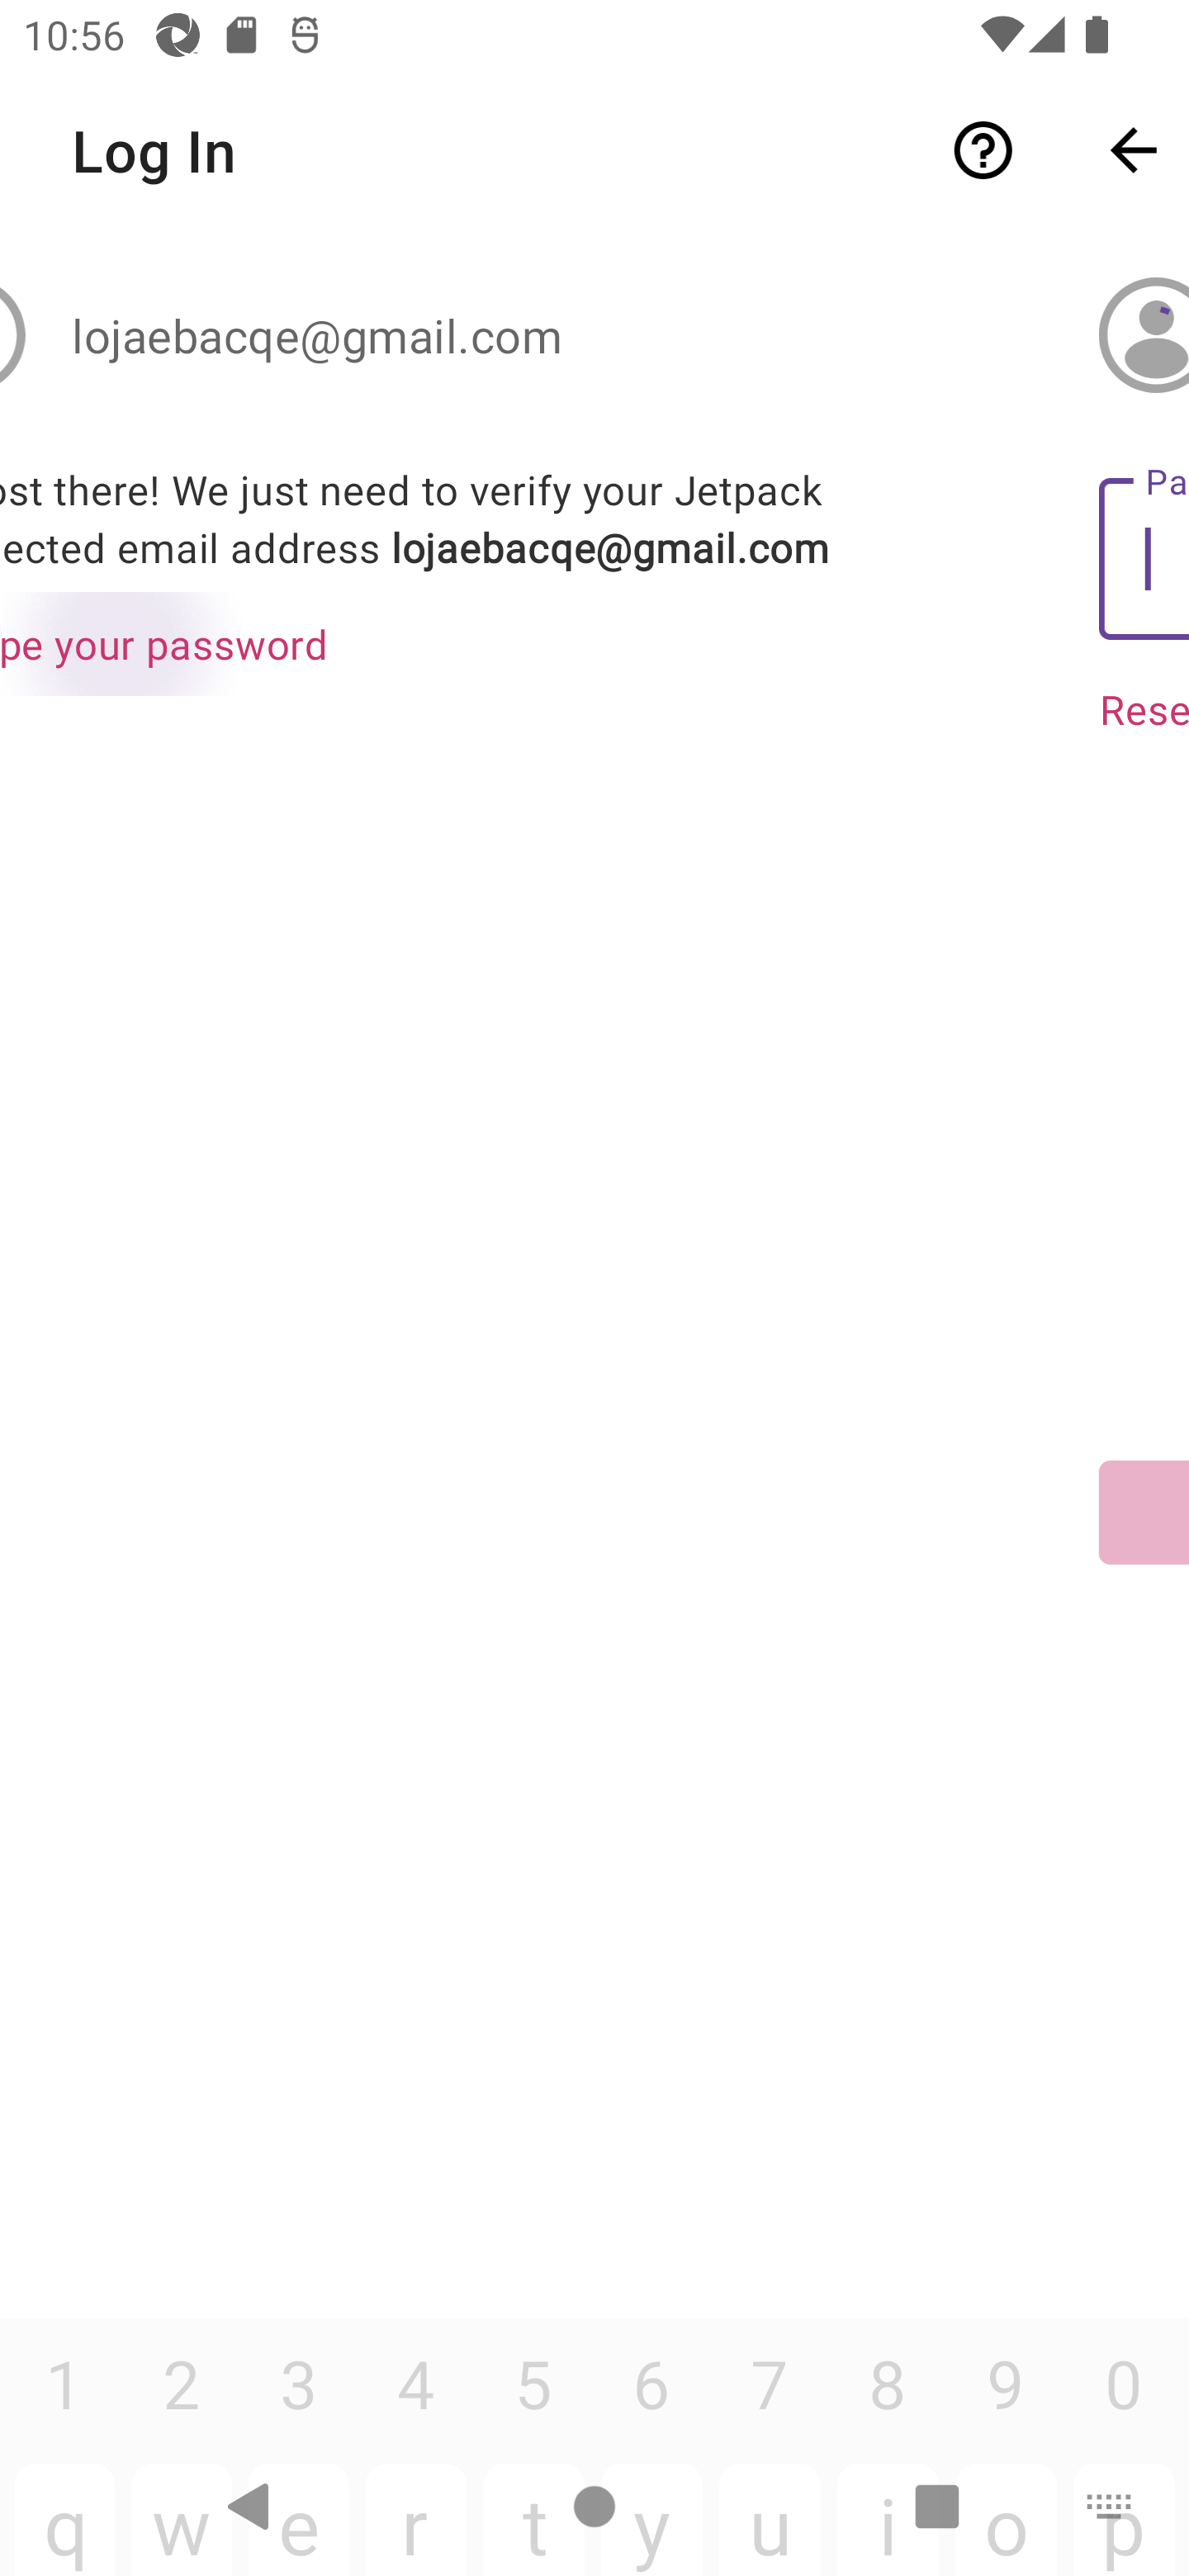 10:56
Log In
lojaebacqe@gmail.com
ost there! We just need to verify your Jetpack
ected email address lojaebacqe@gmail.com
Pa
pe your password
Rese
1 2 3 4 5 6 7 8 9 0
q w e r t y u i o p